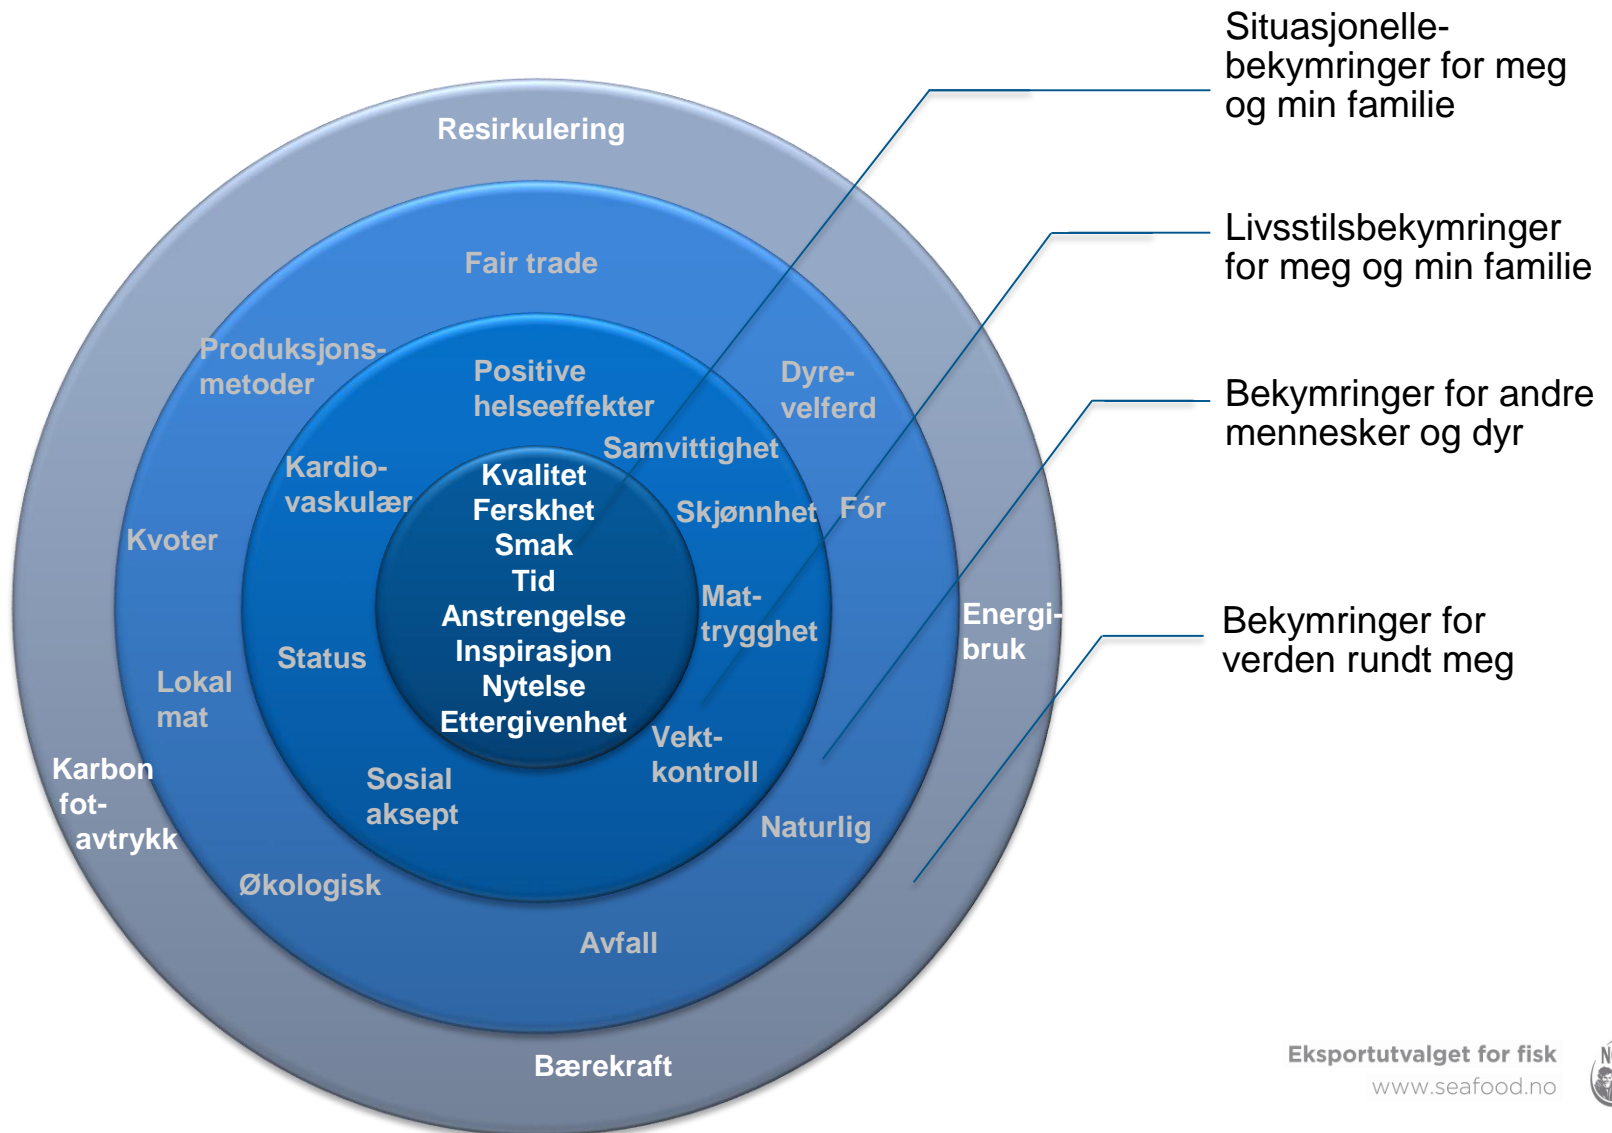 Situasjonelle-
bekymringer for meg
og min familie
Livsstilsbekymringer
for meg og min familie
Bekymringer for andre
mennesker og dyr
Bekymringer for
verden rundt meg
Resirkulering
Fair trade
Produksjons-
metoder
Positive
helseeffekter
Dyre-
velferd
Samvittighet
Kardio-
vaskulær
Kvalitet
Ferskhet
Smak
Tid
Anstrengelse
Inspirasjon
Nytelse
Ettergivenhet
Skjønnhet
Fór
Kvoter
Mat-
trygghet
Energi-
bruk
Status
Lokal
mat
Vekt-
kontroll
Karbon
fot-
avtrykk
Sosial
aksept
Naturlig
Økologisk
Avfall
Bærekraft
Eksportutvalget for fisk
www.seafood.no